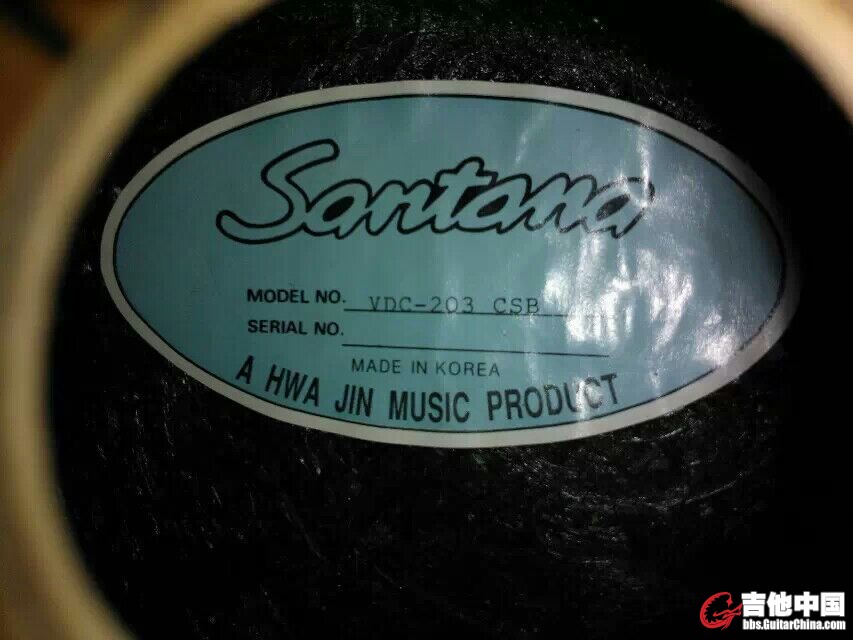 Santana
MODEL NO. VDC-203 CSB
SERIAL NO.
MADE IN KOREA
A HWA JIN MUSIC PRODUCT
吉他中国
bbs.GuitarChina.com